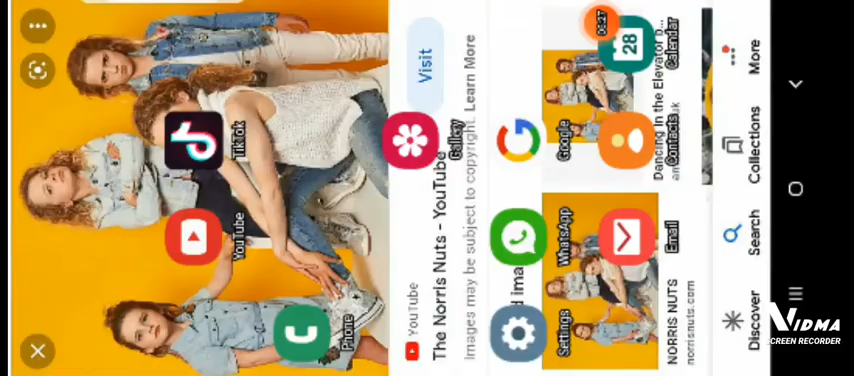 Visit
YouTube
The Norris Nuts - YouTube
Images may be subject to copyright. Learn More
Dancing In the Elevator b...
NORRIS NUTS
norrisnuts.com
Discover
Search
Collections
More
TikTok
YouTube
Phone
Gallery
Google
WhatsApp
Settings
28
Calendar
Contacts
Email
VIDMA
SCREEN RECORDER